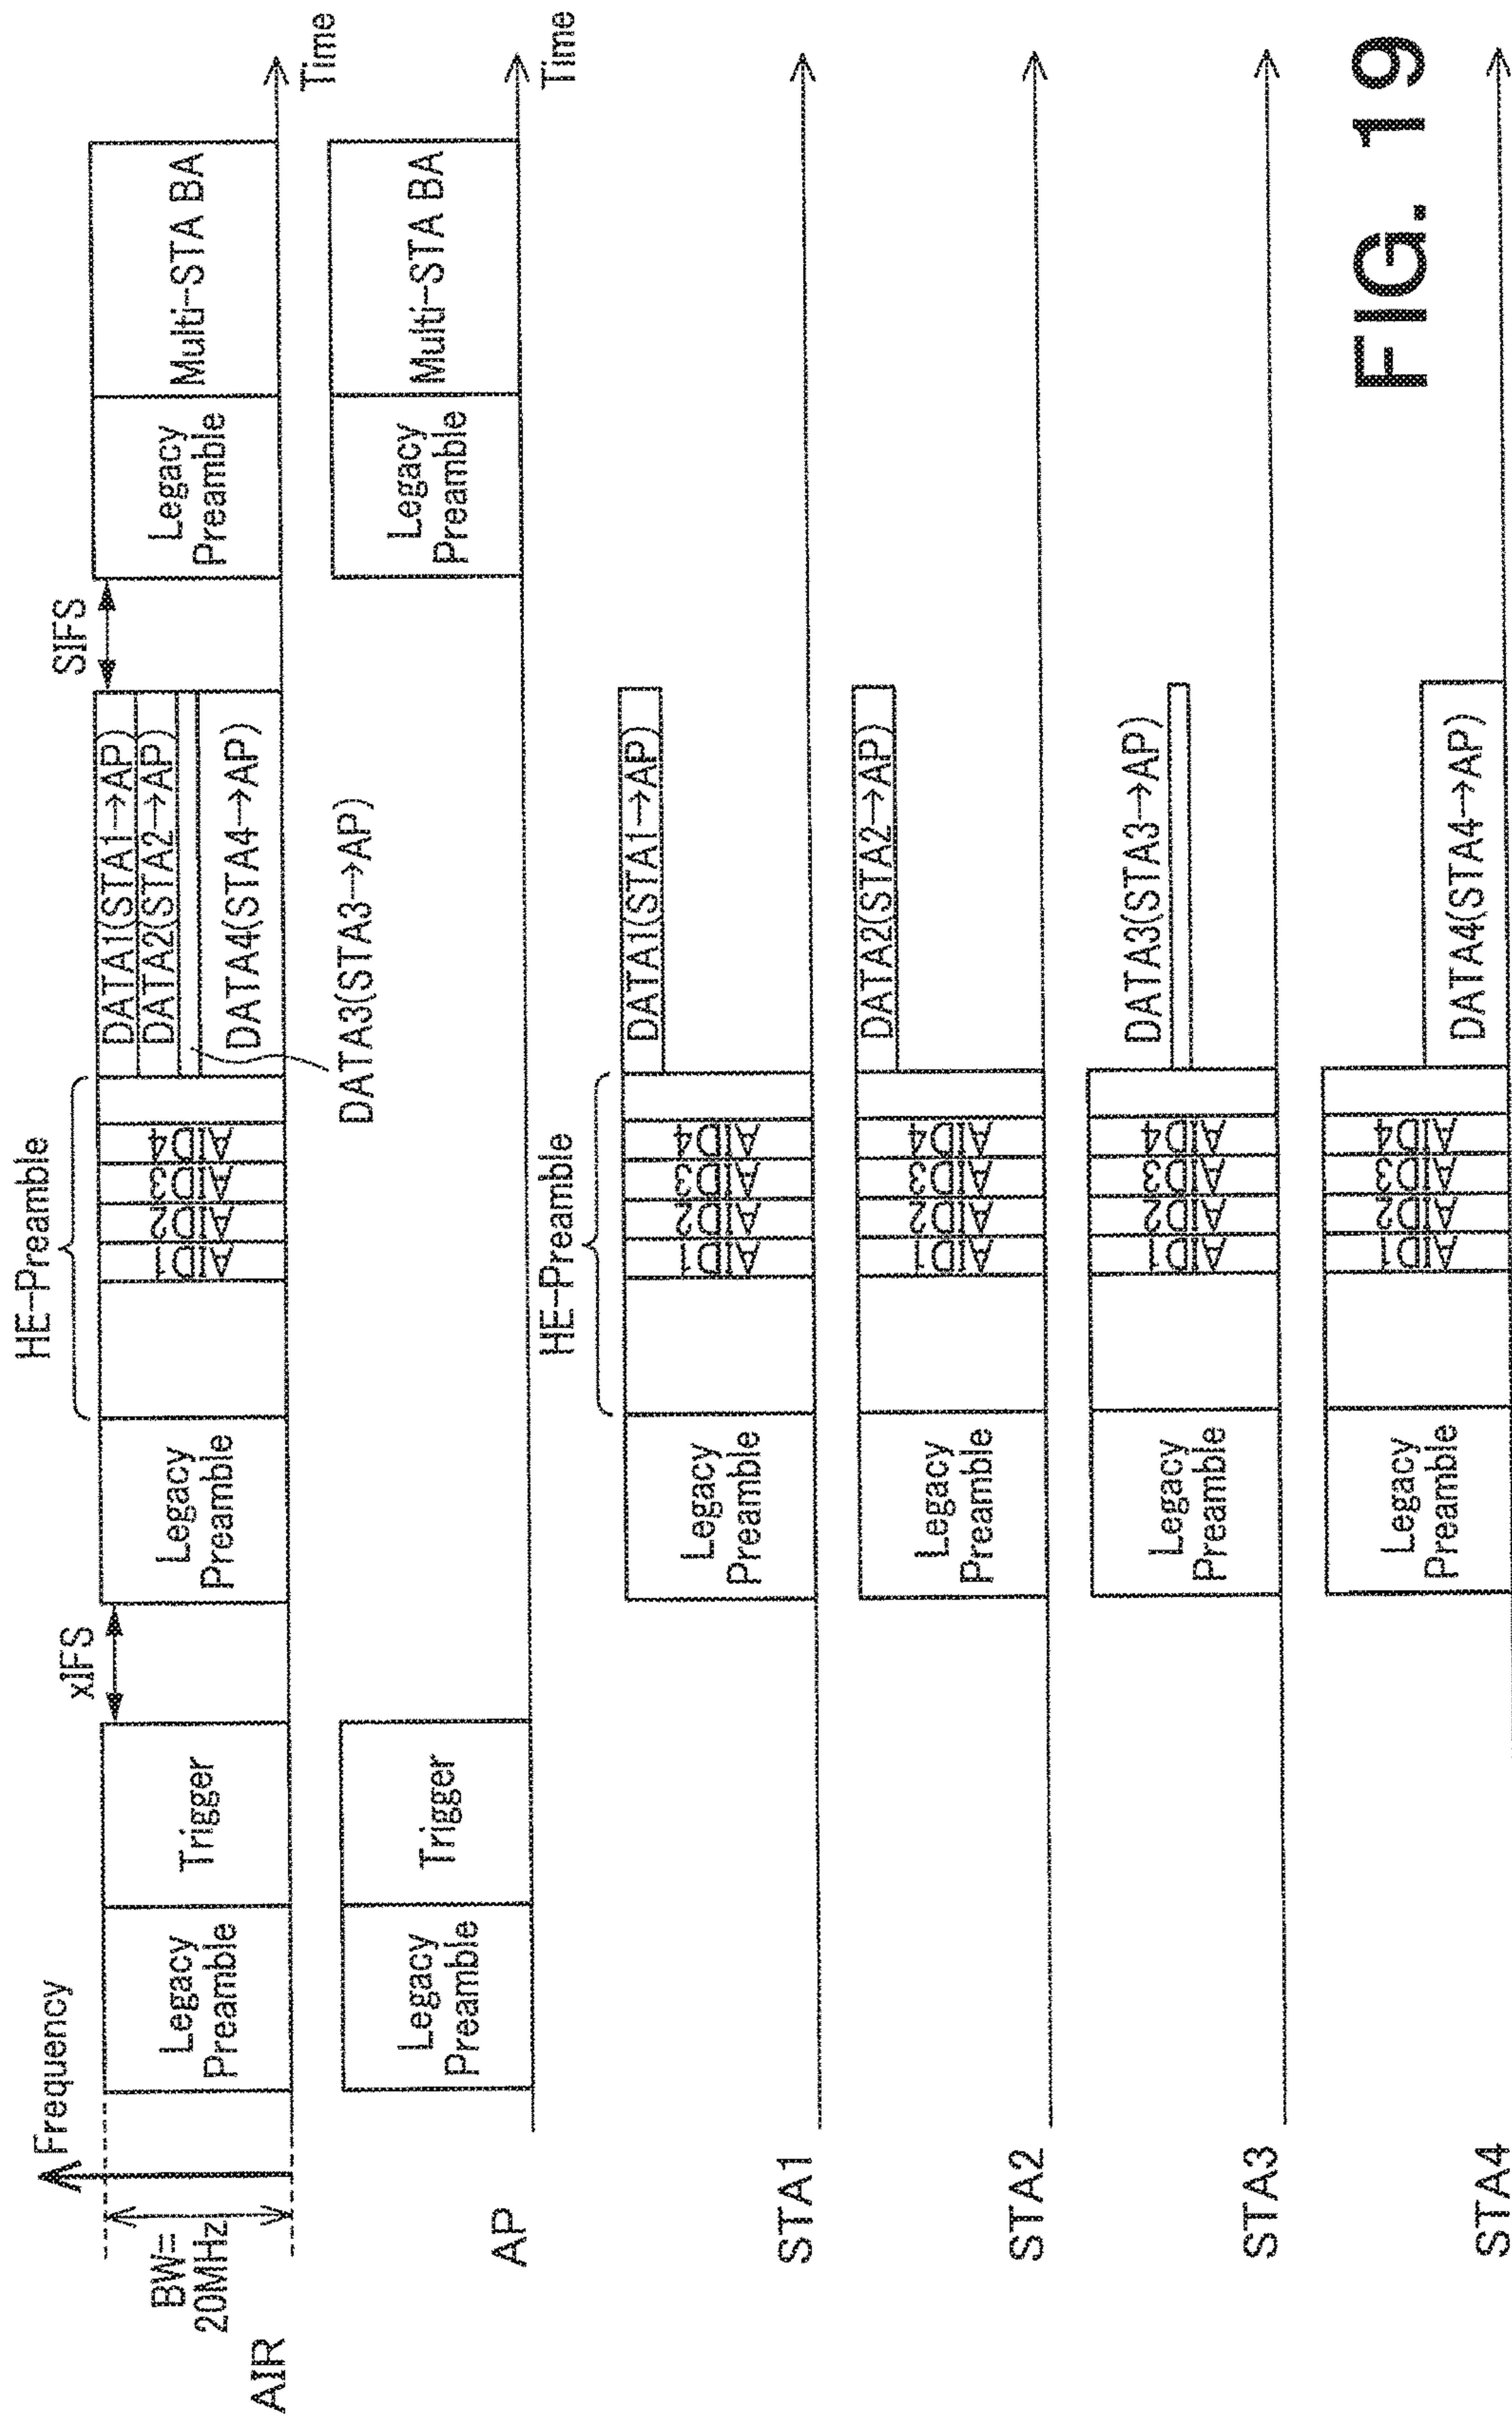 Frequency
BW=
20MHz
AIR
Legacy
Preamble
Trigger
xIFS
Legacy
Preamble
HE-Preamble
AID1
AID2
AID3
AID4
DATA1(STA1→AP)
DATA2(STA2→AP)
DATA4(STA4→AP)
DATA3(STA3→AP)
SIFS
Legacy
Preamble
Multi-STA BA
Time
AP
Legacy
Preamble
Trigger
Legacy
Preamble
Multi-STA BA
Time
STA1
Legacy
Preamble
HE-Preamble
AID1
AID2
AID3
AID4
DATA1(STA1→AP)
STA2
Legacy
Preamble
AID1
AID2
AID3
AID4
DATA2(STA2→AP)
STA3
Legacy
Preamble
AID1
AID2
AID3
AID4
DATA3(STA3→AP)
STA4
Legacy
Preamble
AID1
AID2
AID3
AID4
DATA4(STA4→AP)
FIG. 19